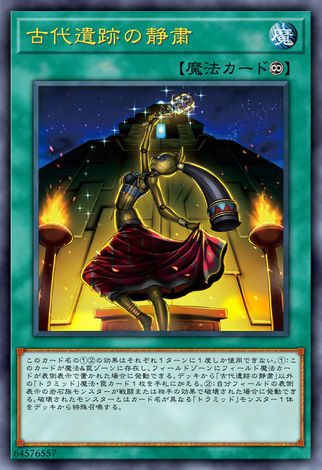 古代遺跡の静粛
魔
【魔法カード】
このカード名の①②の効果はそれぞれ１ターンに１度しか使用できない。①：こ
のカードが魔法&罠ゾーンに存在し、フィールドゾーンにフィールド魔法カー
ドが表側表示で置かれた場合に発動できる。デッキから「古代遺跡の静粛」以外
の「トラミッド」魔法・罠カード１枚を手札に加える。②：自分フィールドの表側表
示の岩石族モンスターが戦闘または相手の効果で破壊された場合に発動できる。
破壊されたモンスターとはカード名が異なる「トラミッド」モンスター１体
をデッキから特殊召喚する。
64576557